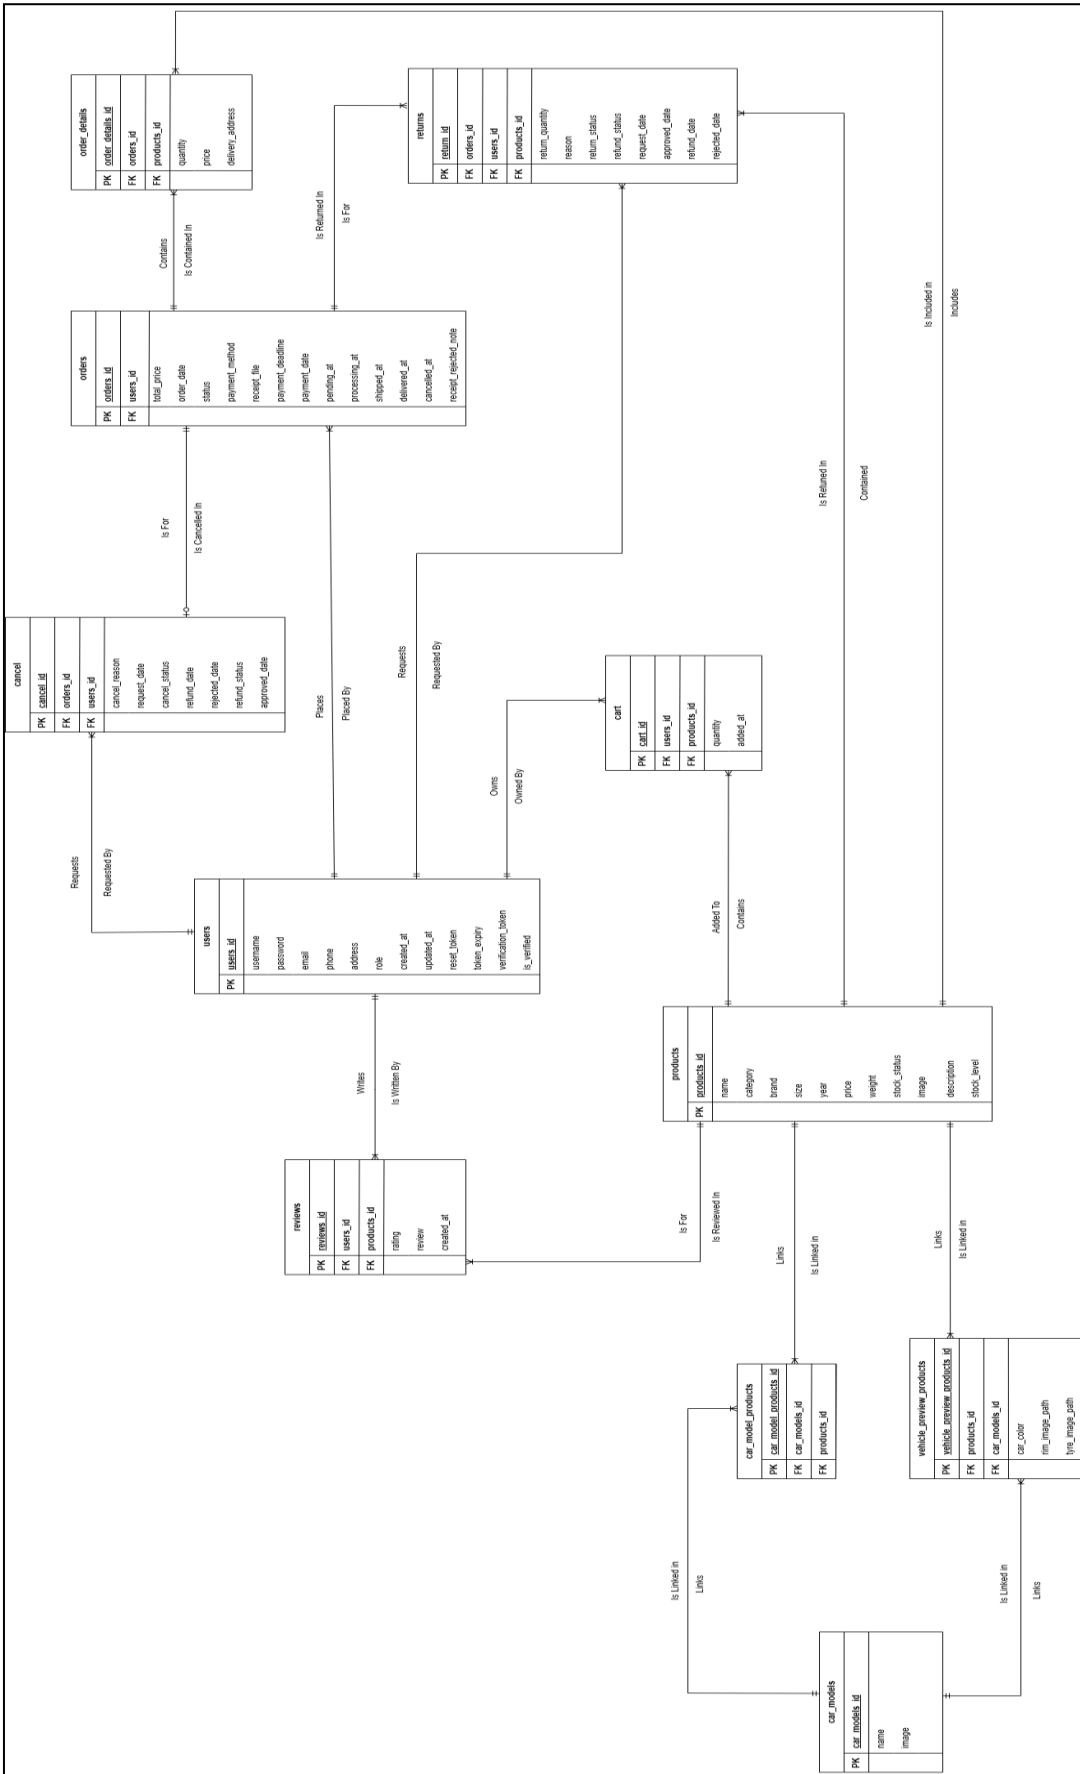 order_details
PK order_details_id
FK orders_id
FK products_id
quantity
price
delivery_address
returns
PK return_id
FK orders_id
FK users_id
FK products_id
return_quantity
reason
return_status
refund_status
request_date
approved_date
refund_date
rejected_date
Contains
Is Contained In
Is Returned In
Is For
Is Included in
Includes
orders
PK orders_id
FK users_id
total_price
order_date
status
payment_method
receipt_file
payment_deadline
payment_date
pending_at
processing_at
shipped_at
delivered_at
cancelled_at
receipt_rejected_note
Is For
Is Cancelled In
Is Retuned In
Contained
cancel
PK cancel_id
FK orders_id
FK users_id
cancel_reason
request_date
cancel_status
refund_date
rejected_date
refund_status
approved_date
Places
Placed By
Requests
Requested By
cart
PK cart_id
FK users_id
FK products_id
quantity
added_at
Owns
Owned By
Requests
Requested By
Added To
Contains
users
PK users_id
username
password
email
phone
address
role
created_at
updated_at
reset_token
token_expiry
verification_token
is_verified
products
PK products_id
name
category
brand
size
year
price
weight
stock_status
image
description
stock_level
Writes
Is Written By
reviews
PK reviews_id
FK users_id
FK products_id
rating
review
created_at
Is For
Is Reviewed In
Links
Is Linked in
Links
Is Linked in
car_model_products
PK car_model_products_id
FK car_models_id
FK products_id
vehicle_preview_products
PK vehicle_preview_products_id
FK products_id
FK car_models_id
car_color
rim_image_path
tyre_image_path
Is Linked in
Links
Is Linked in
Links
car_models
PK car_models_id
name
image